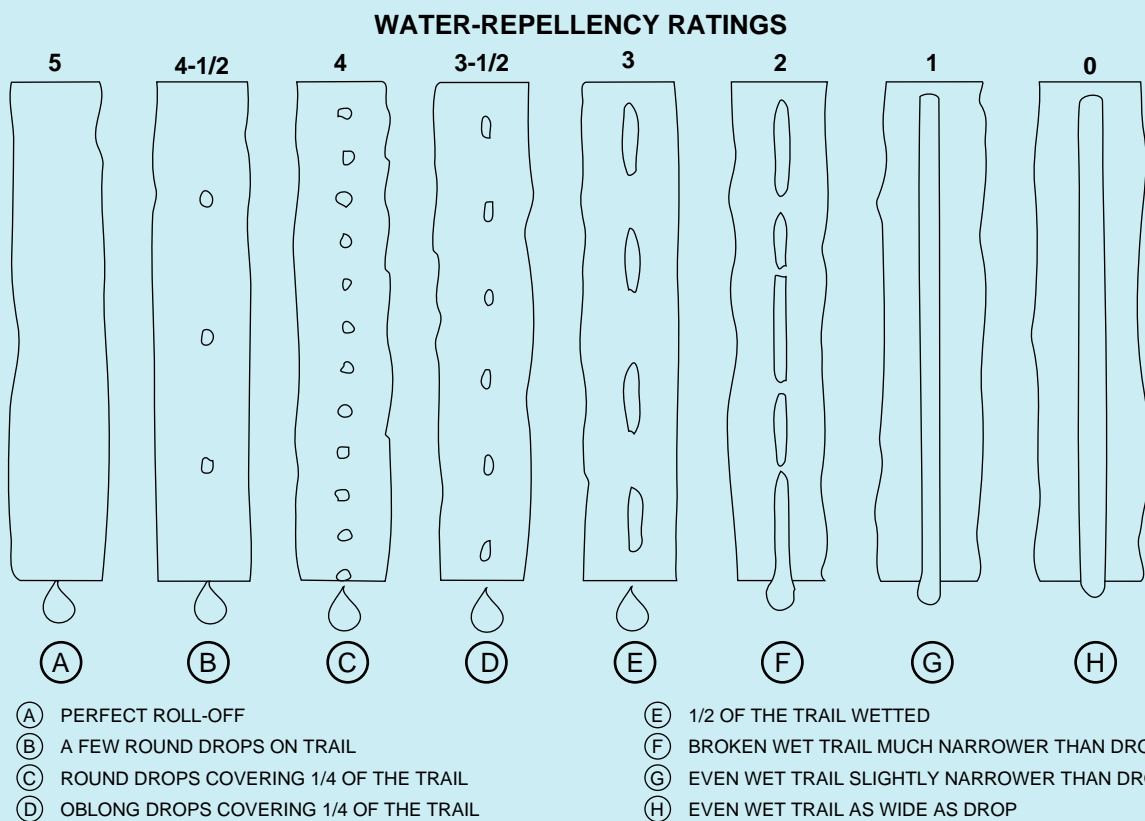 WATER-REPELLENCY RATINGS
5 4-1/2 4 3-1/2 3 2 1 0
A B C D E F G H
A PERFECT ROLL-OFF
B A FEW ROUND DROPS ON TRAIL
C ROUND DROPS COVERING 1/4 OF THE TRAIL
D OBLONG DROPS COVERING 1/4 OF THE TRAIL
E 1/2 OF THE TRAIL WETTED
F BROKEN WET TRAIL MUCH NARROWER THAN
G EVEN WET TRAIL SLIGHTLY NARROWER THAN
H EVEN WET TRAIL AS WIDE AS DROP